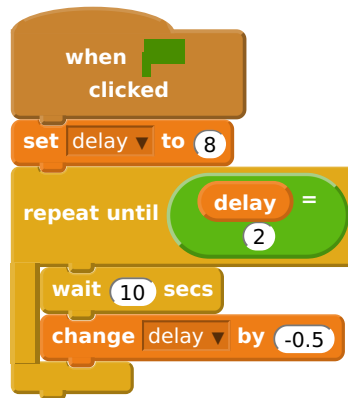 when
clicked
set delay ▾ to 8
repeat until delay =
2
wait 10 secs
change delay ▾ by -0.5